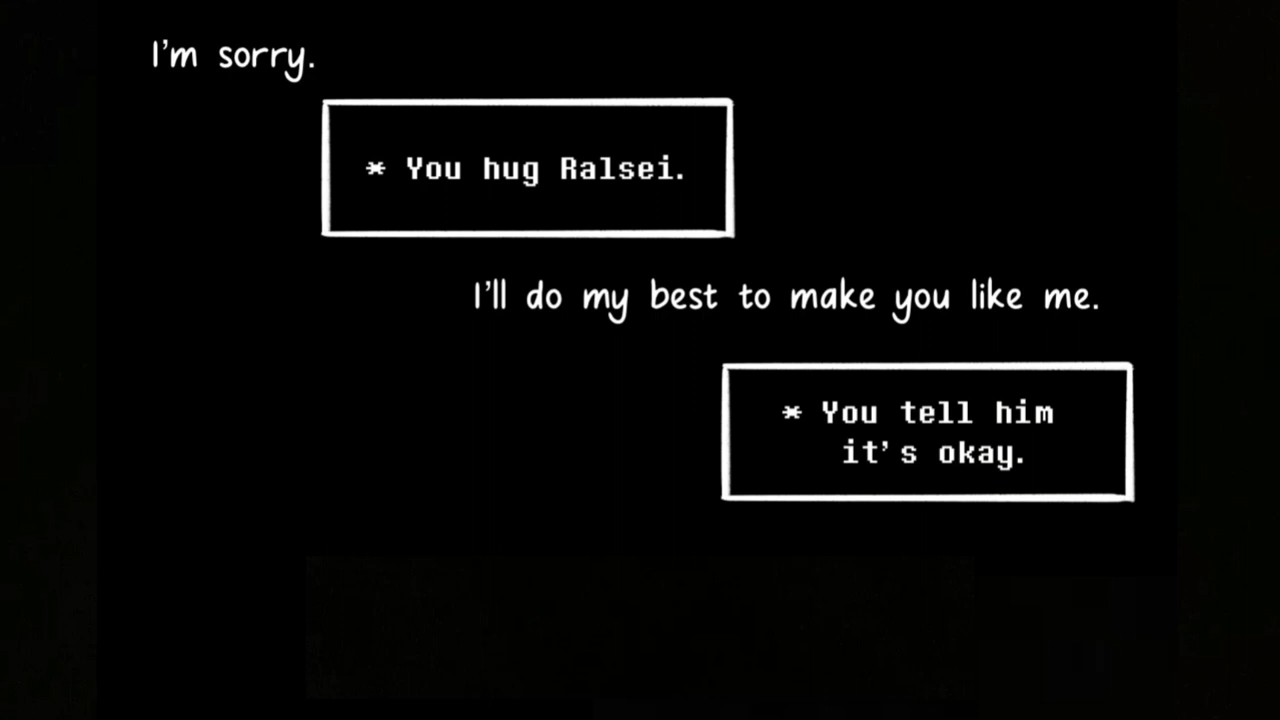 I'm sorry.
* You hug Ralsei.
I'll do my best to make you like me.
* You tell him
it's okay.